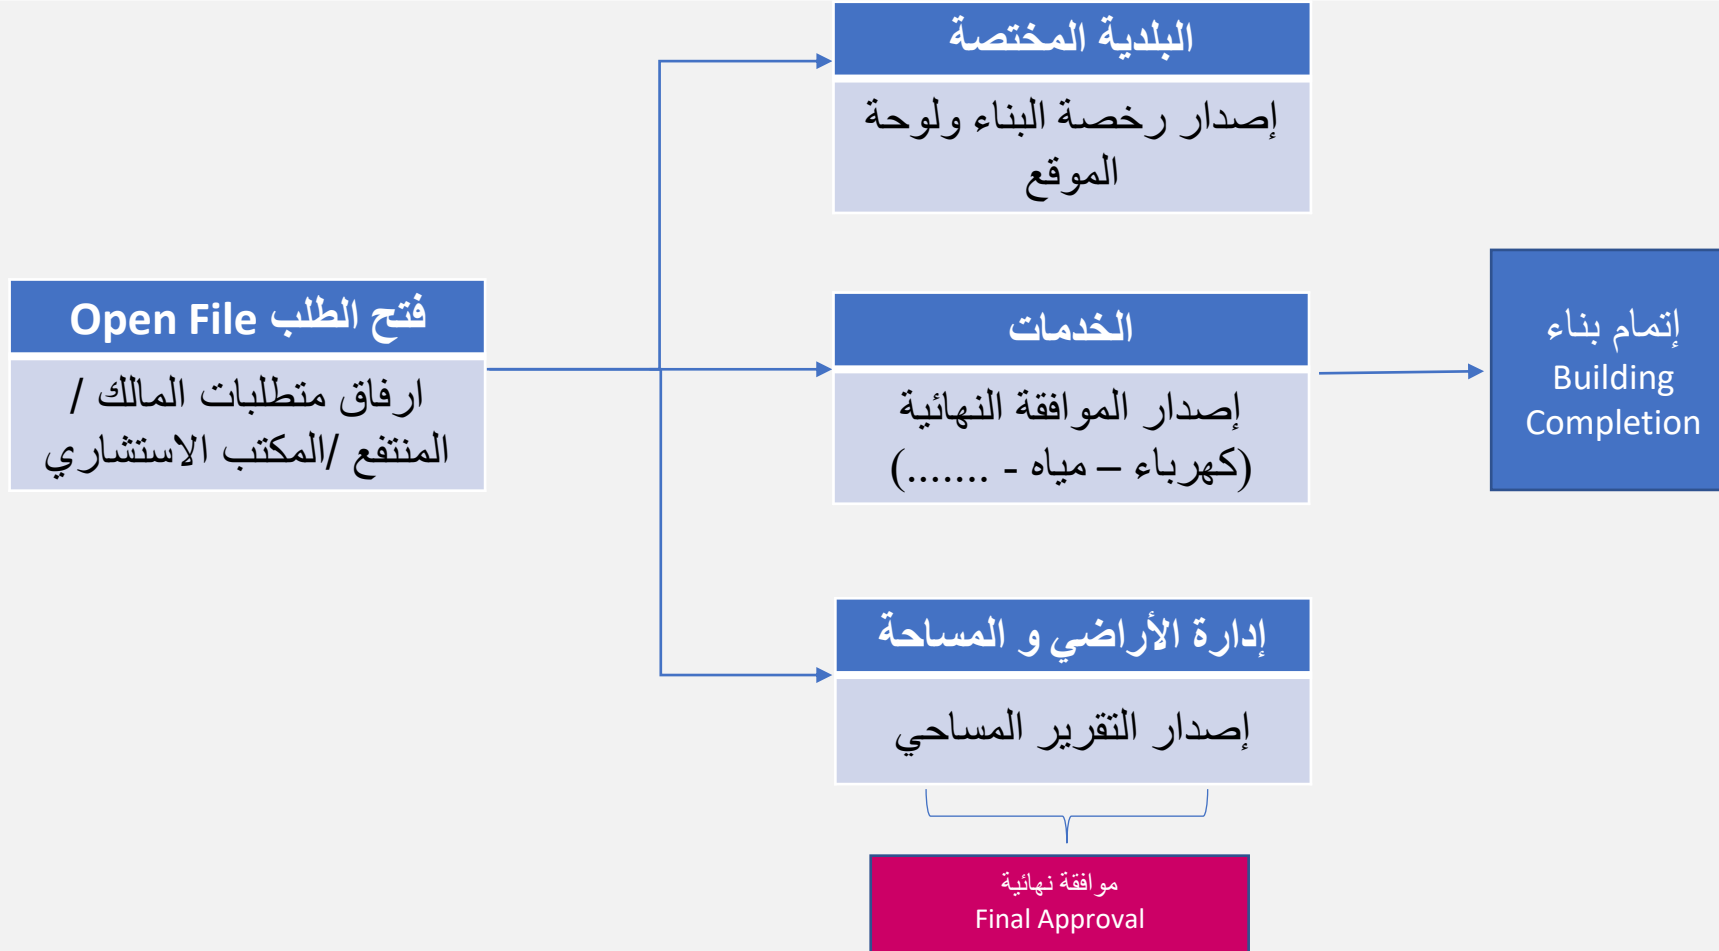 البلدية المختصة
إصدار رخصة البناء ولوحة
الموقع
فتح الطلب Open File
ارفاق متطلبات المالك /
المنتفع /المكتب الاستشاري
الخدمات
إصدار الموافقة النهائية
(كهرباء – مياه - .......)
إتمام بناء
Building
Completion
إدارة الأراضي و المساحة
إصدار التقرير المساحي
موافقة نهائية
Final Approval